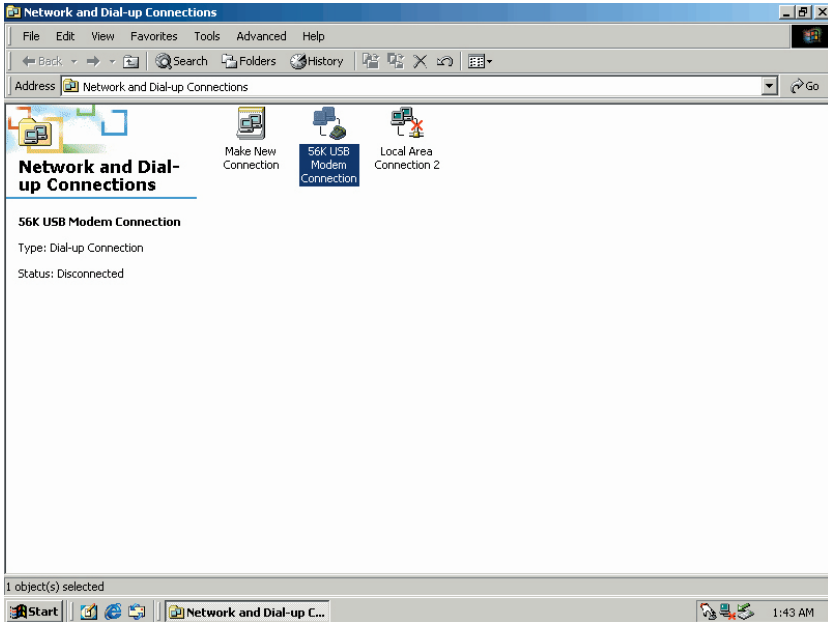 Network and Dial-up Connections
File Edit View Favorites Tools Advanced Help
Back Search Folders History
Address Network and Dial-up Connections Go
Network and Dial-
up Connections
56K USB Modem Connection
Type: Dial-up Connection
Status: Disconnected
Make New
Connection
56K USB
Modem
Connection
Local Area
Connection 2
1 object(s) selected
Start Network and Dial-up C... 1:43 AM